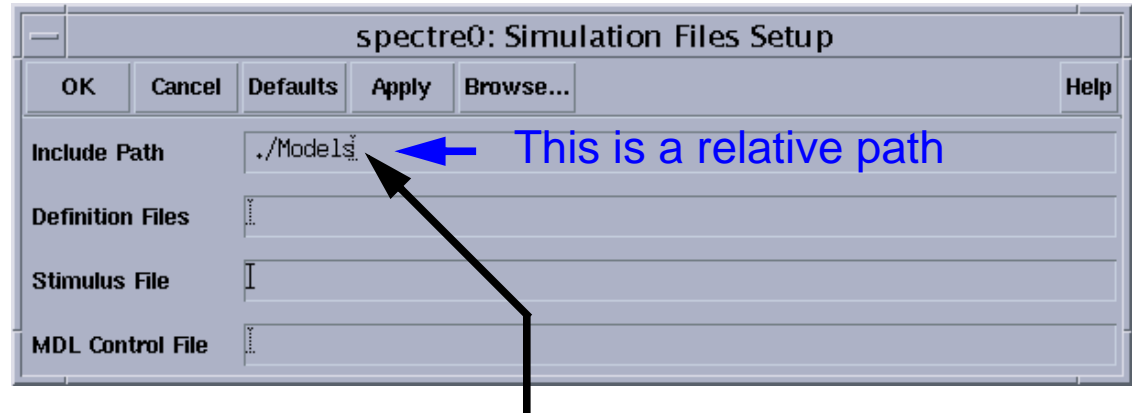 spectre0: Simulation Files Setup
OK Cancel Defaults Apply Browse... Help
Include Path ./Models This is a relative path
Definition Files
Stimulus File
MDL Control File